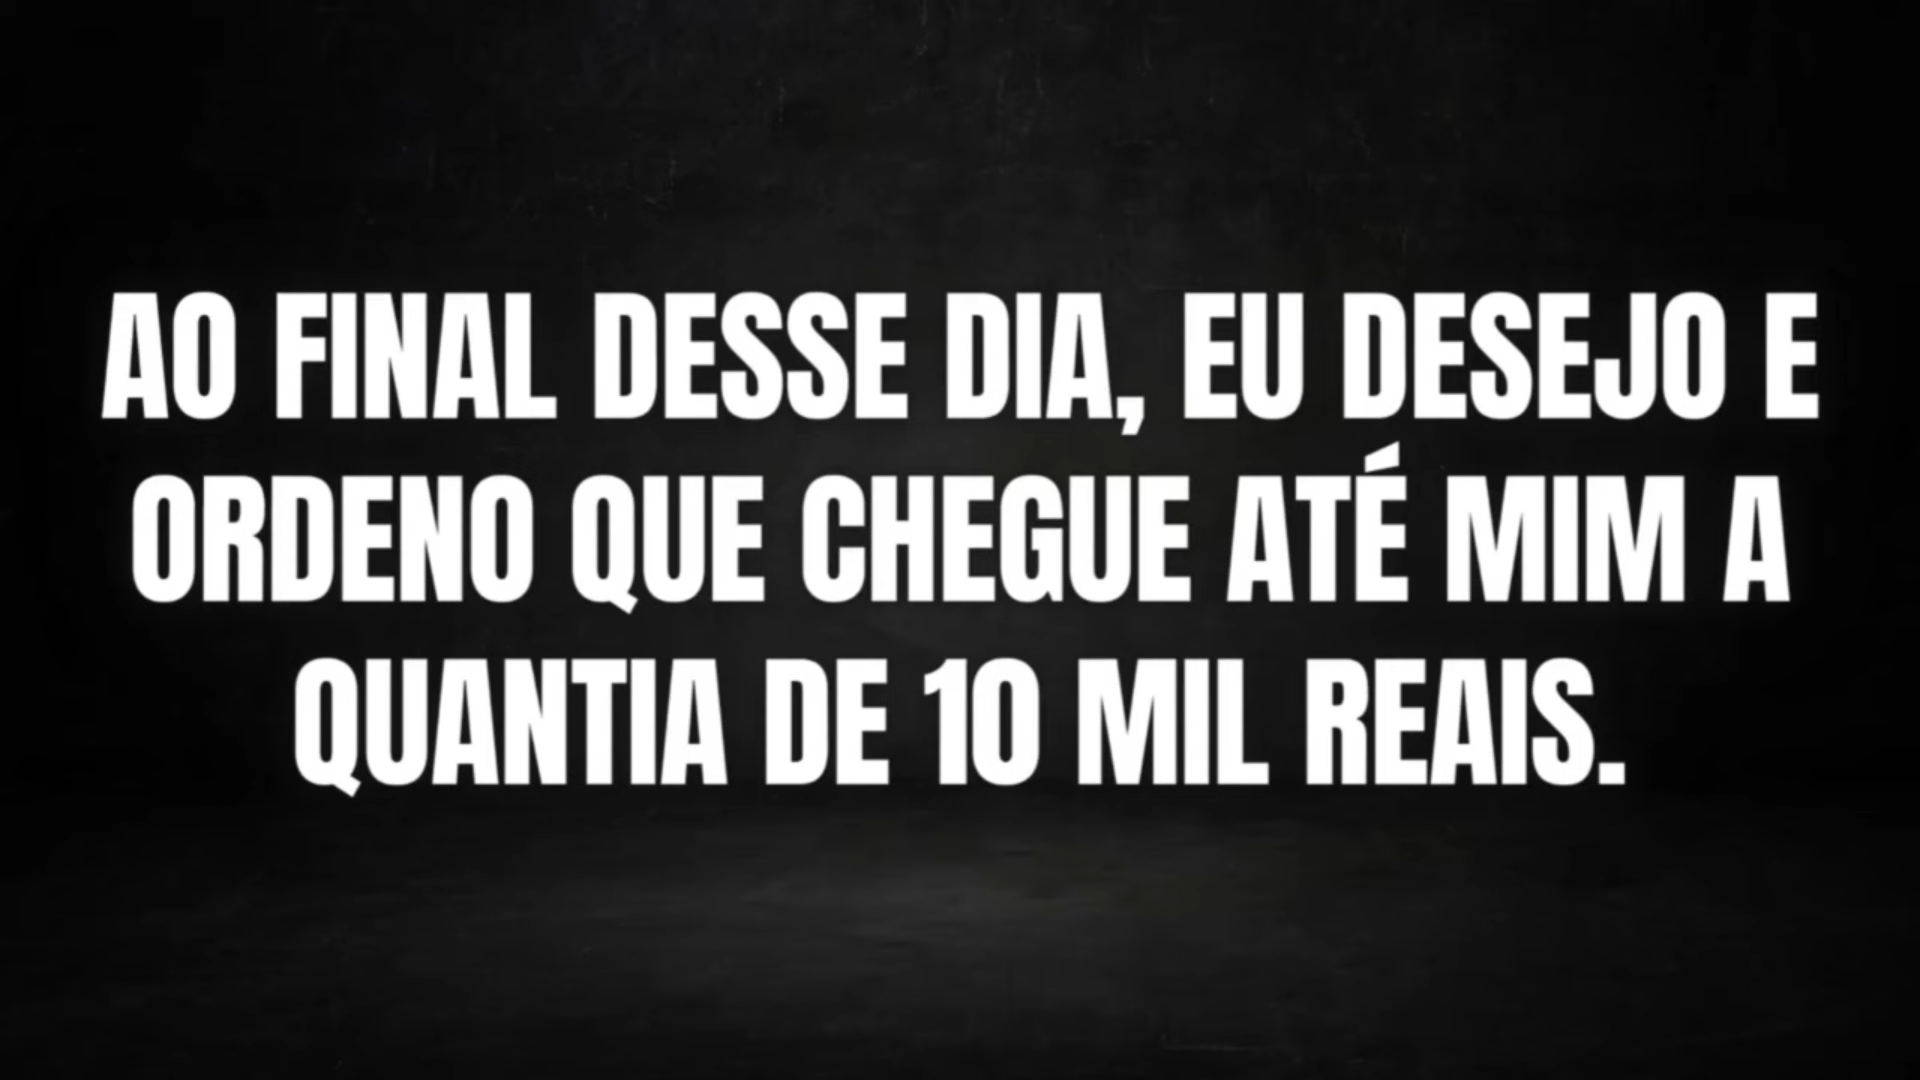 AO FINAL DESSE DIA, EU DESEJO E
ORDENO QUE CHEGUE ATÉ MIM A
QUANTIA DE 10 MIL REAIS.